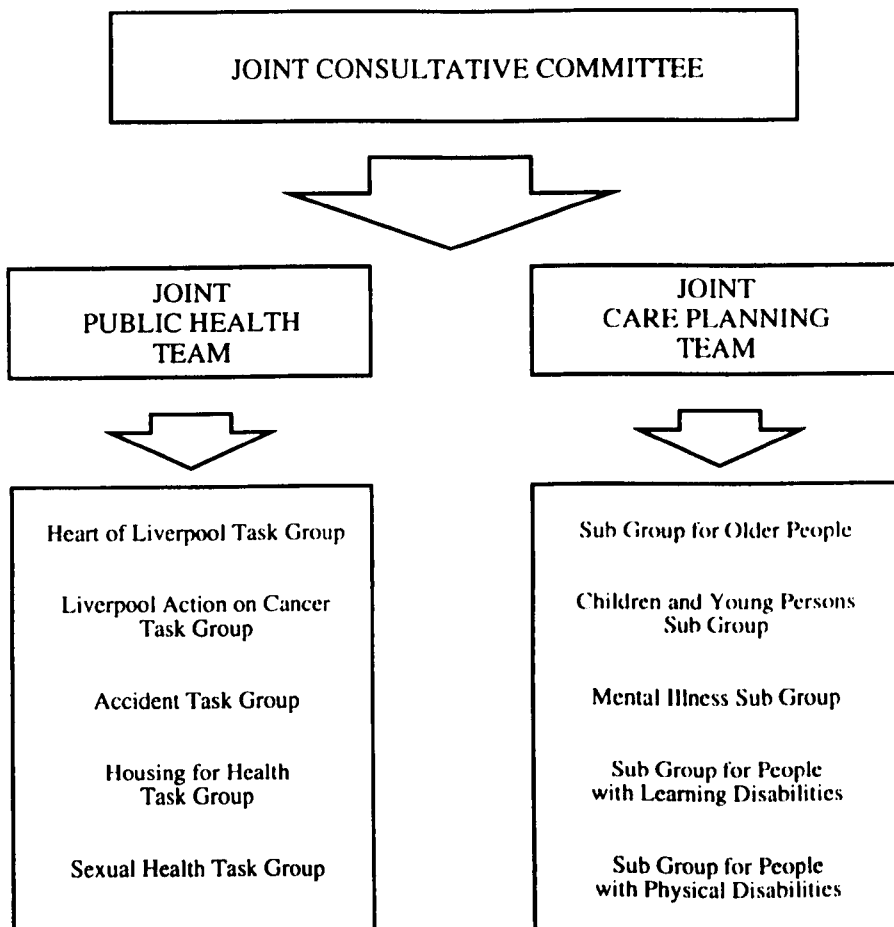 JOINT CONSULTATIVE COMMITTEE
JOINT
PUBLIC HEALTH
TEAM
JOINT
CARE PLANNING
TEAM
Heart of Liverpool Task Group
Liverpool Action on Cancer
Task Group
Accident Task Group
Housing for Health
Task Group
Sexual Health Task Group
Sub Group for Older People
Children and Young Persons
Sub Group
Mental Illness Sub Group
Sub Group for People
with Learning Disabilities
Sub Group for People
with Physical Disabilities